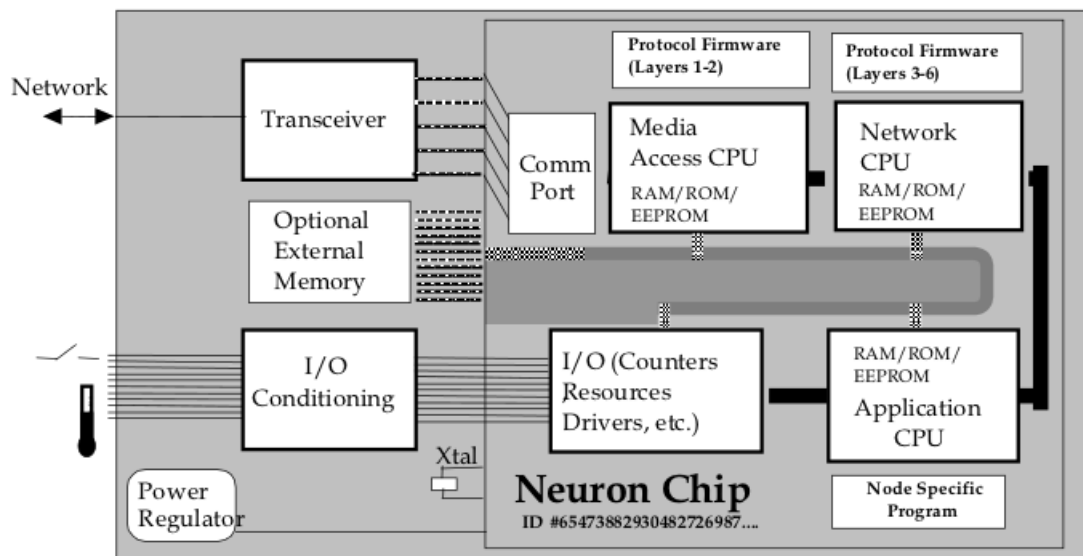 Protocol Firmware
(Layers 1-2)
Protocol Firmware
(Layers 3-6)
Network
Transceiver
Comm
Port
Media
Access CPU
RAM/ROM/
EEPROM
Network
CPU
RAM/ROM/
EEPROM
Optional
External
Memory
I/O
Conditioning
I/O (Counters
Resources
Drivers, etc.)
RAM/ROM/
EEPROM
Application
CPU
Xtal
Power
Regulator
Neuron Chip
ID #65473882930482726987....
Node Specific
Program